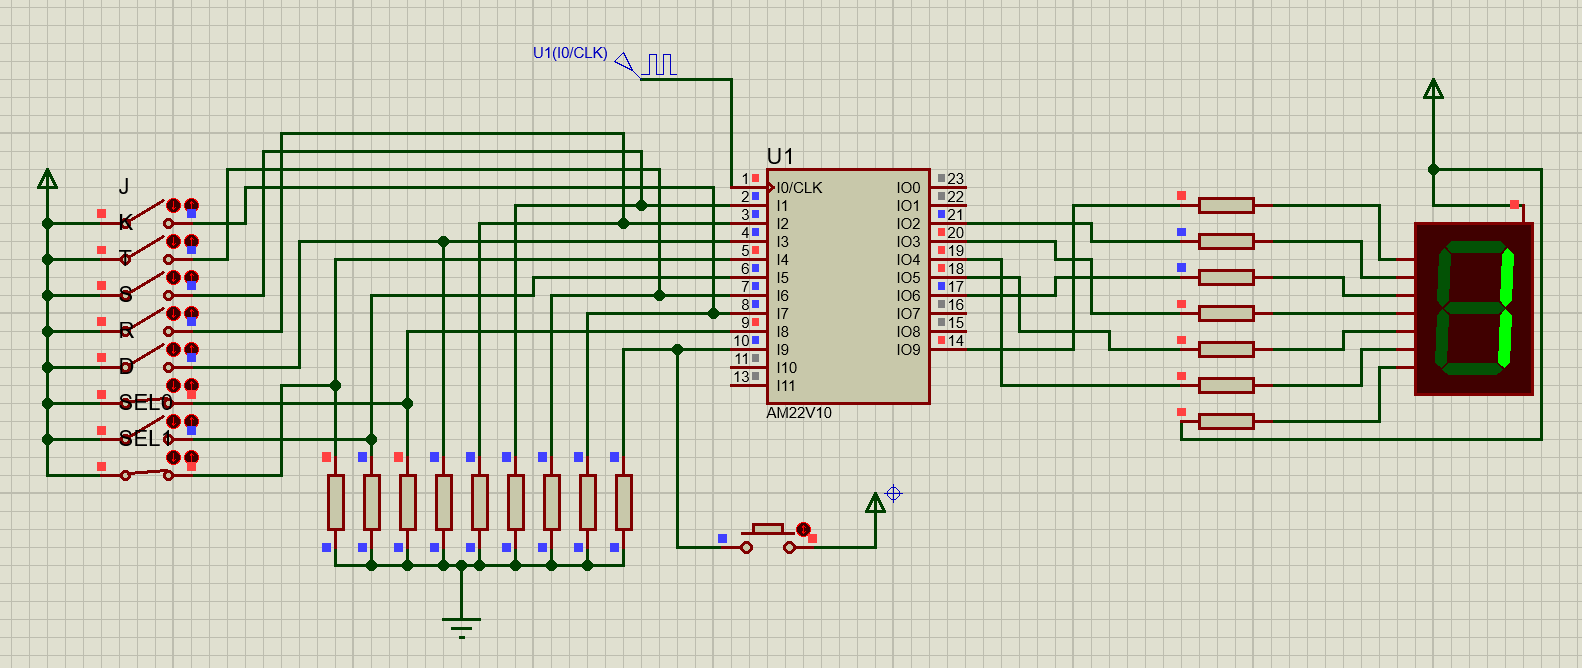 U1(I0/CLK)
U1
J
K
T
S
R
D
SEL0
SEL1
1
2
3
4
5
6
7
8
9
10
11
13
I0/CLK
I1
I2
I3
I4
I5
I6
I7
I8
I9
I10
I11
IO0
IO1
IO2
IO3
IO4
IO5
IO6
IO7
IO8
IO9
23
22
21
20
19
18
17
16
15
14
AM22V10